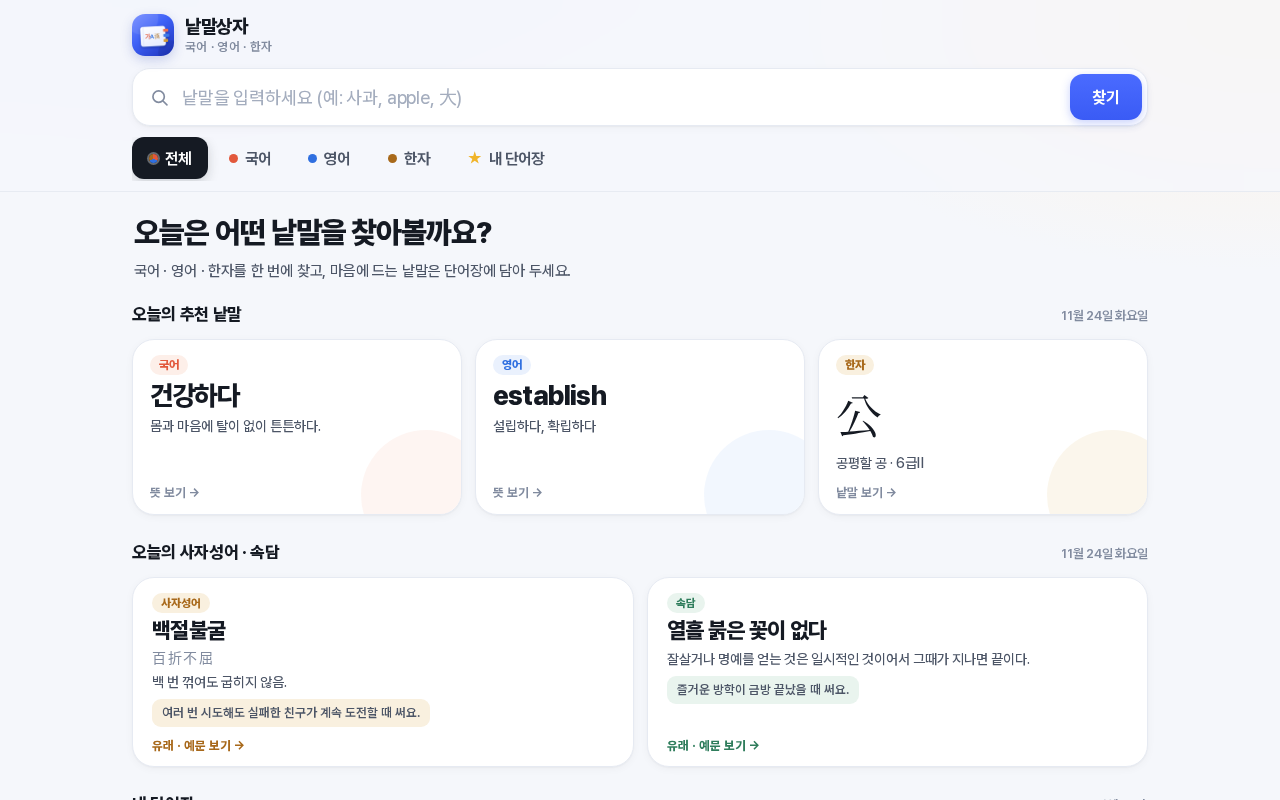 낱말상자
국어 · 영어 · 한자
낱말을 입력하세요 (예: 사과, apple, 大)
찾기
전체
국어
영어
한자
★ 내 단어장
오늘은 어떤 낱말을 찾아볼까요?
국어 · 영어 · 한자를 한 번에 찾고, 마음에 드는 낱말은 단어장에 담아 두세요.
오늘의 추천 낱말
11월 24일 화요일
국어
건강하다
몸과 마음에 탈이 없이 튼튼하다.
뜻 보기 →
영어
establish
설립하다, 확립하다
뜻 보기 →
한자
公
공평할 공 · 6급II
낱말 보기 →
오늘의 사자성어 · 속담
11월 24일 화요일
사자성어
백절불굴
百折不屈
백 번 꺾여도 굽히지 않음.
여러 번 시도해도 실패한 친구가 계속 도전할 때 써요.
유래 · 예문 보기 →
속담
열흘 붉은 꽃이 없다
잘살거나 명예를 얻는 것은 일시적인 것이어서 그때가 지나면 끝이다.
즐거운 방학이 금방 끝났을 때 써요.
유래 · 예문 보기 →